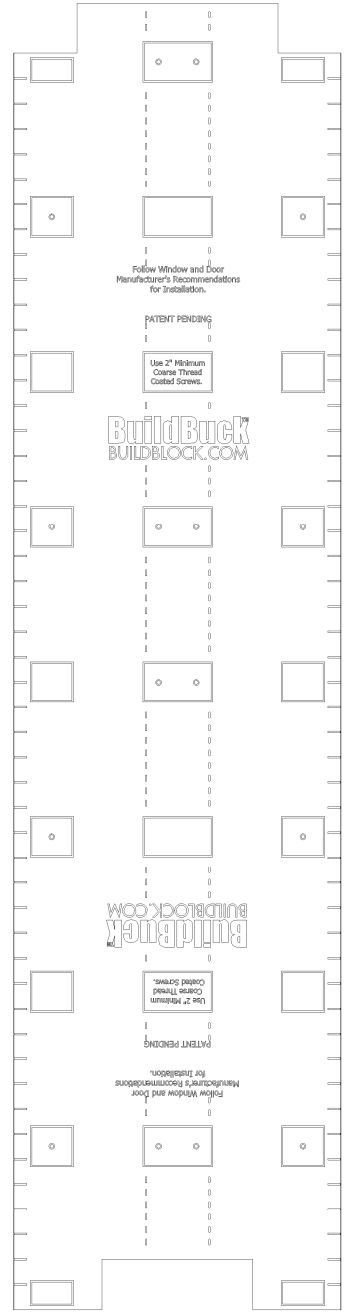 Follow Window and Door
Manufacturer's Recommendations
for Installation.
PATENT PENDING
Use 2" Minimum
Coarse Thread
Coated Screws.
BuildBuck™
BUILDBLOCK.COM
BUILDBLOCK.COM
BuildBuck™
Use 2" Minimum
Coarse Thread
Coated Screws.
PATENT PENDING
Follow Window and Door
Manufacturer's Recommendations
for Installation.